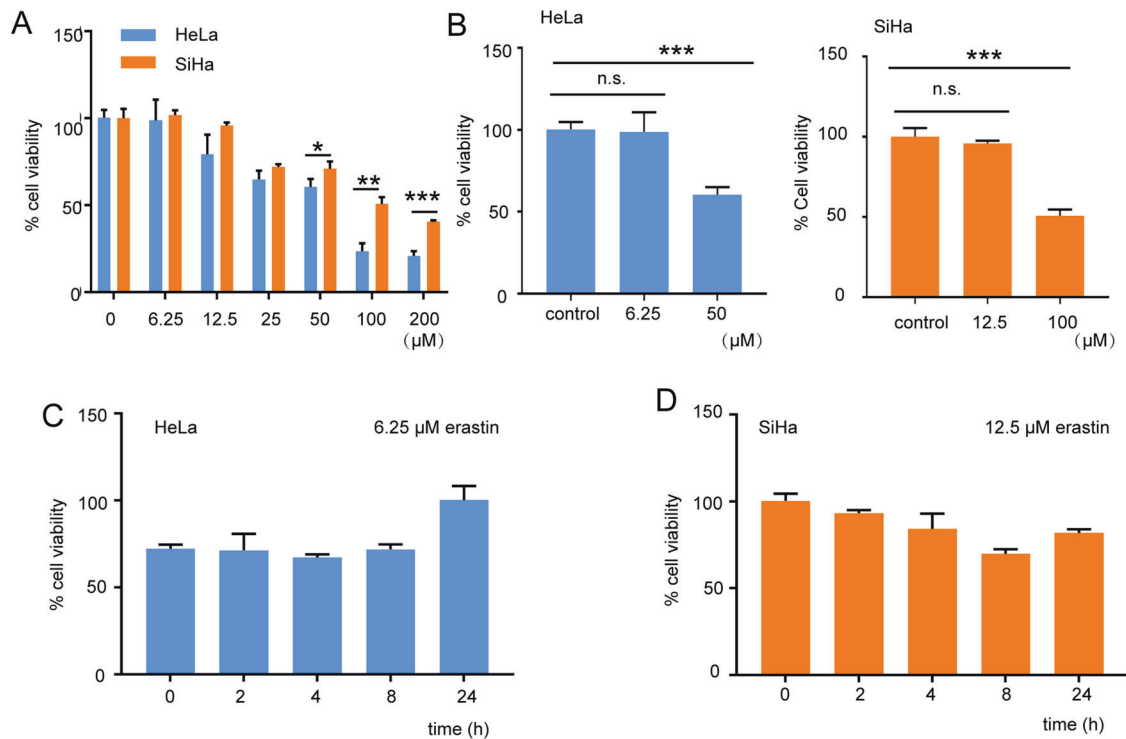 A
HeLa
SiHa
% cell viability
150
100
50
0
*
**
***
0 6.25 12.5 25 50 100 200
(μM)
B
HeLa
***
n.s.
% cell viability
150
100
50
0
control 6.25 50
(μM)
SiHa
***
n.s.
% Cell viability
150
100
50
0
control 12.5 100
(μM)
C
HeLa 6.25 μM erastin
% cell viability
150
100
50
0
0 2 4 8 24
time (h)
D
SiHa 12.5 μM erastin
% cell viability
150
100
50
0
0 2 4 8 24
time (h)